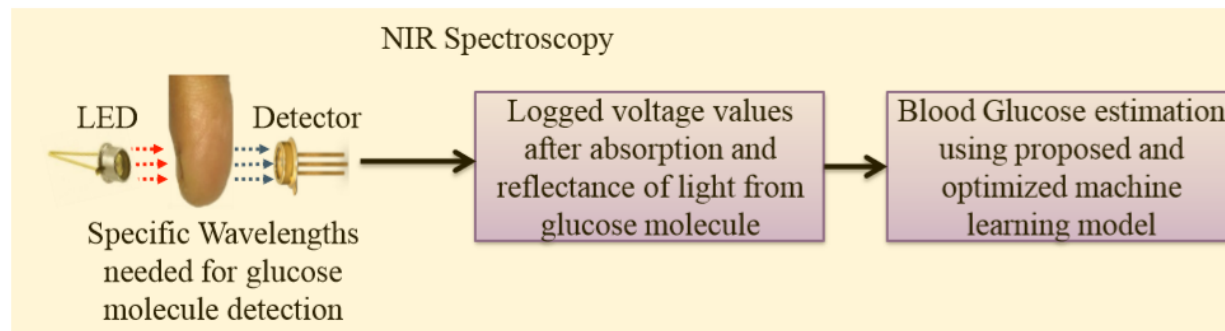 NIR Spectroscopy
LED
Detector
Specific Wavelengths
needed for glucose
molecule detection
Logged voltage values
after absorption and
reflectance of light from
glucose molecule
Blood Glucose estimation
using proposed and
optimized machine
learning model